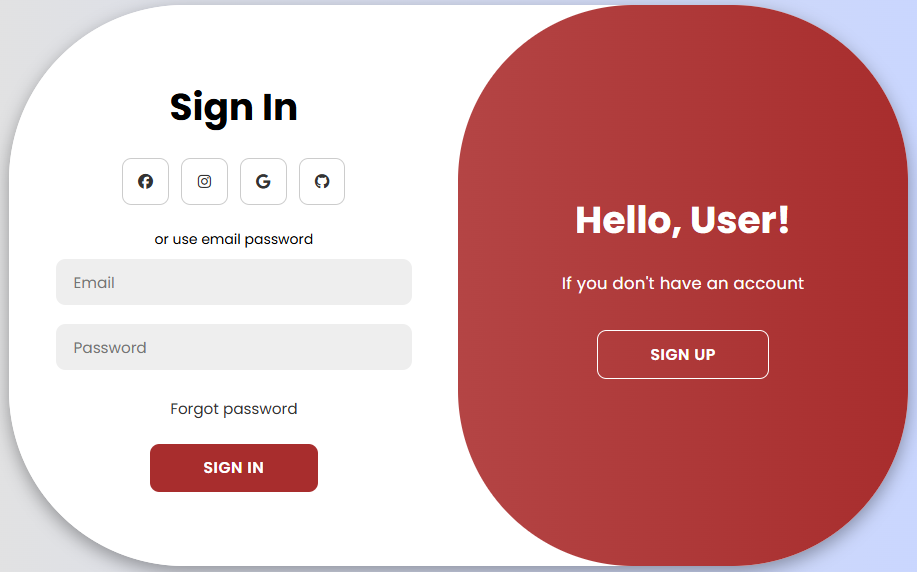 Sign In
or use email password
Email
Password
Forgot password
SIGN IN
Hello, User!
If you don't have an account
SIGN UP